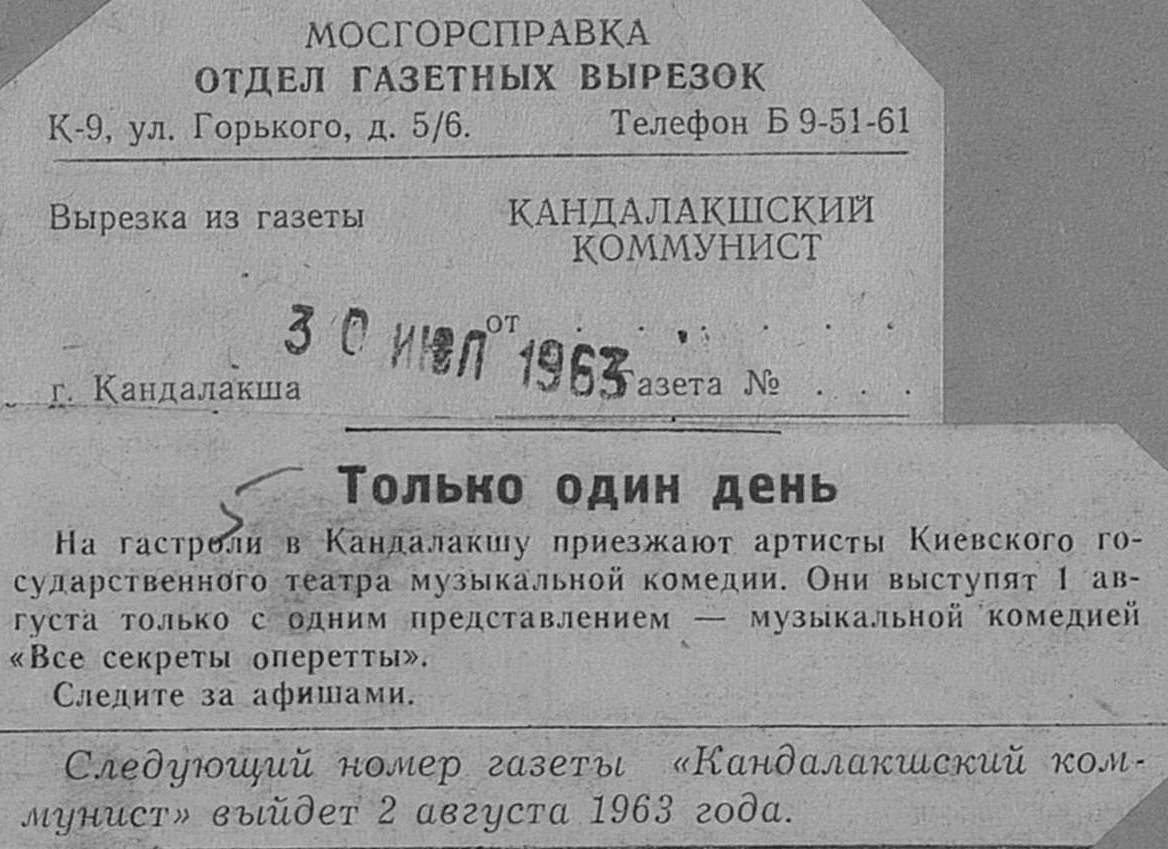 МОСГОРСПРАВКА
ОТДЕЛ ГАЗЕТНЫХ ВЫРЕЗОК
К-9, ул. Горького, д. 5/6. Телефон Б 9-51-61
Вырезка из газеты КАНДАЛАКШСКИЙ
КОММУНИСТ
от . . . . . .
30 ИЮЛ 1963
г. Кандалакша Газета № . . .
Только один день
На гастроли в Кандалакшу приезжают артисты Киевского го-
сударственного театра музыкальной комедии. Они выступят 1 ав-
густа только с одним представлением — музыкальной комедией
«Все секреты оперетты».
Следите за афишами.
Следующий номер газеты «Кандалакшский ком-
мунист» выйдет 2 августа 1963 года.